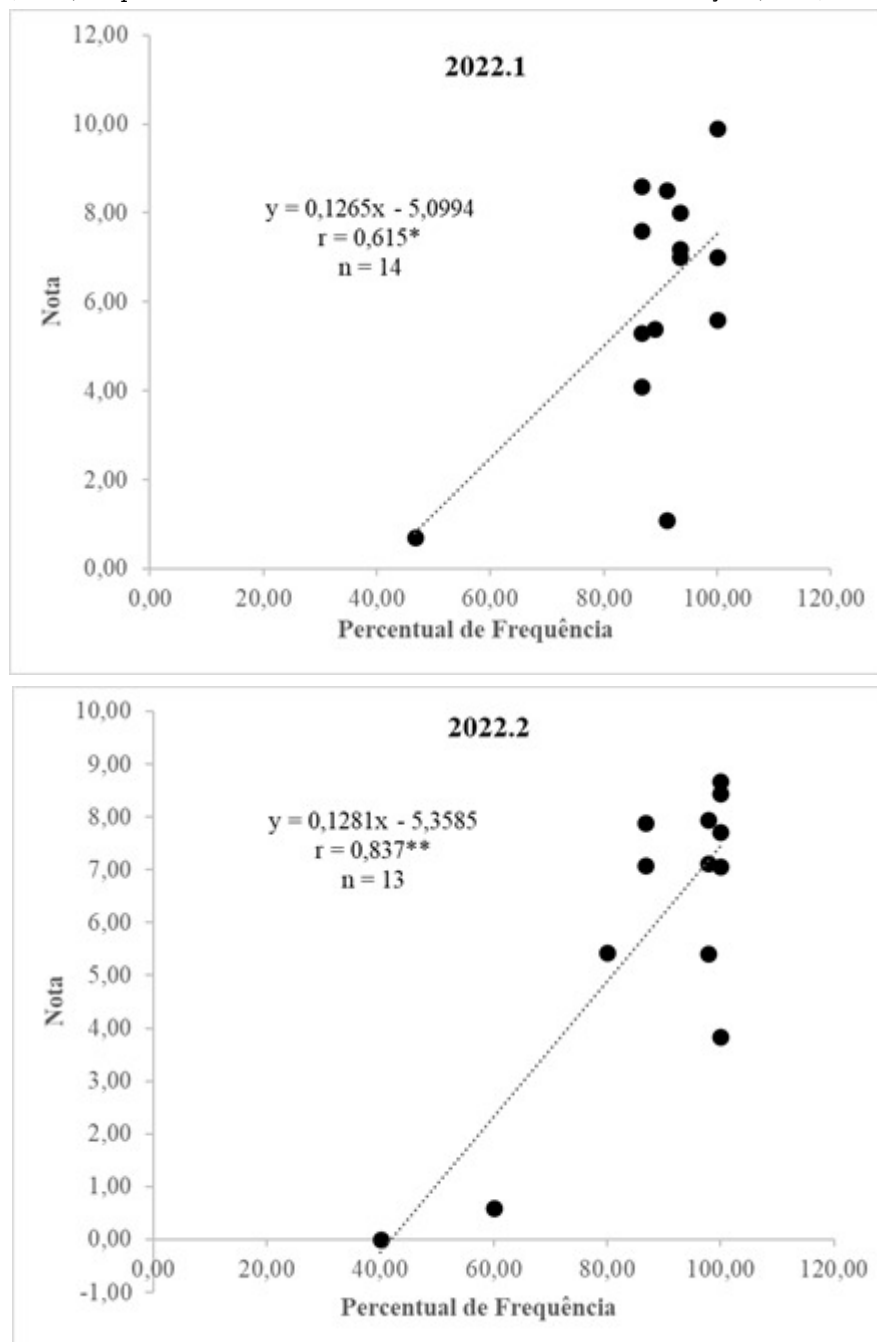 12,00
2022.1
10,00
8,00
y = 0,1265x - 5,0994
r = 0,615*
n = 14
6,00
Nota
4,00
2,00
0,00
0,00 20,00 40,00 60,00 80,00 100,00 120,00
Percentual de Frequência
10,00
2022.2
9,00
8,00
y = 0,1281x - 5,3585
r = 0,837**
n = 13
7,00
6,00
5,00
Nota
4,00
3,00
2,00
1,00
0,00
0,00 20,00 40,00 60,00 80,00 100,00 120,00
-1,00
Percentual de Frequência